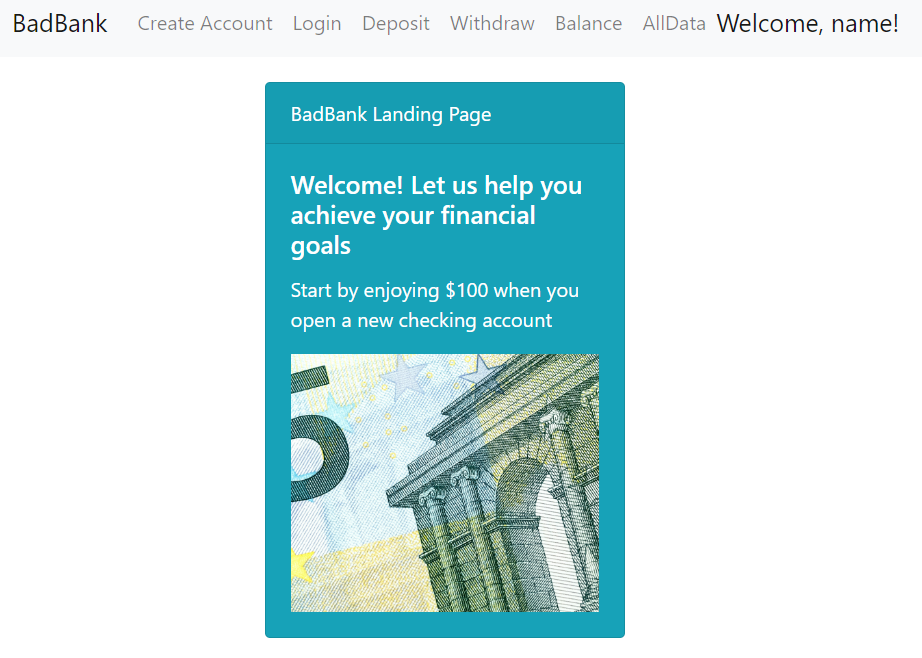 BadBank Create Account Login Deposit Withdraw Balance AllData Welcome, name!
BadBank Landing Page
Welcome! Let us help you
achieve your financial
goals
Start by enjoying $100 when you
open a new checking account